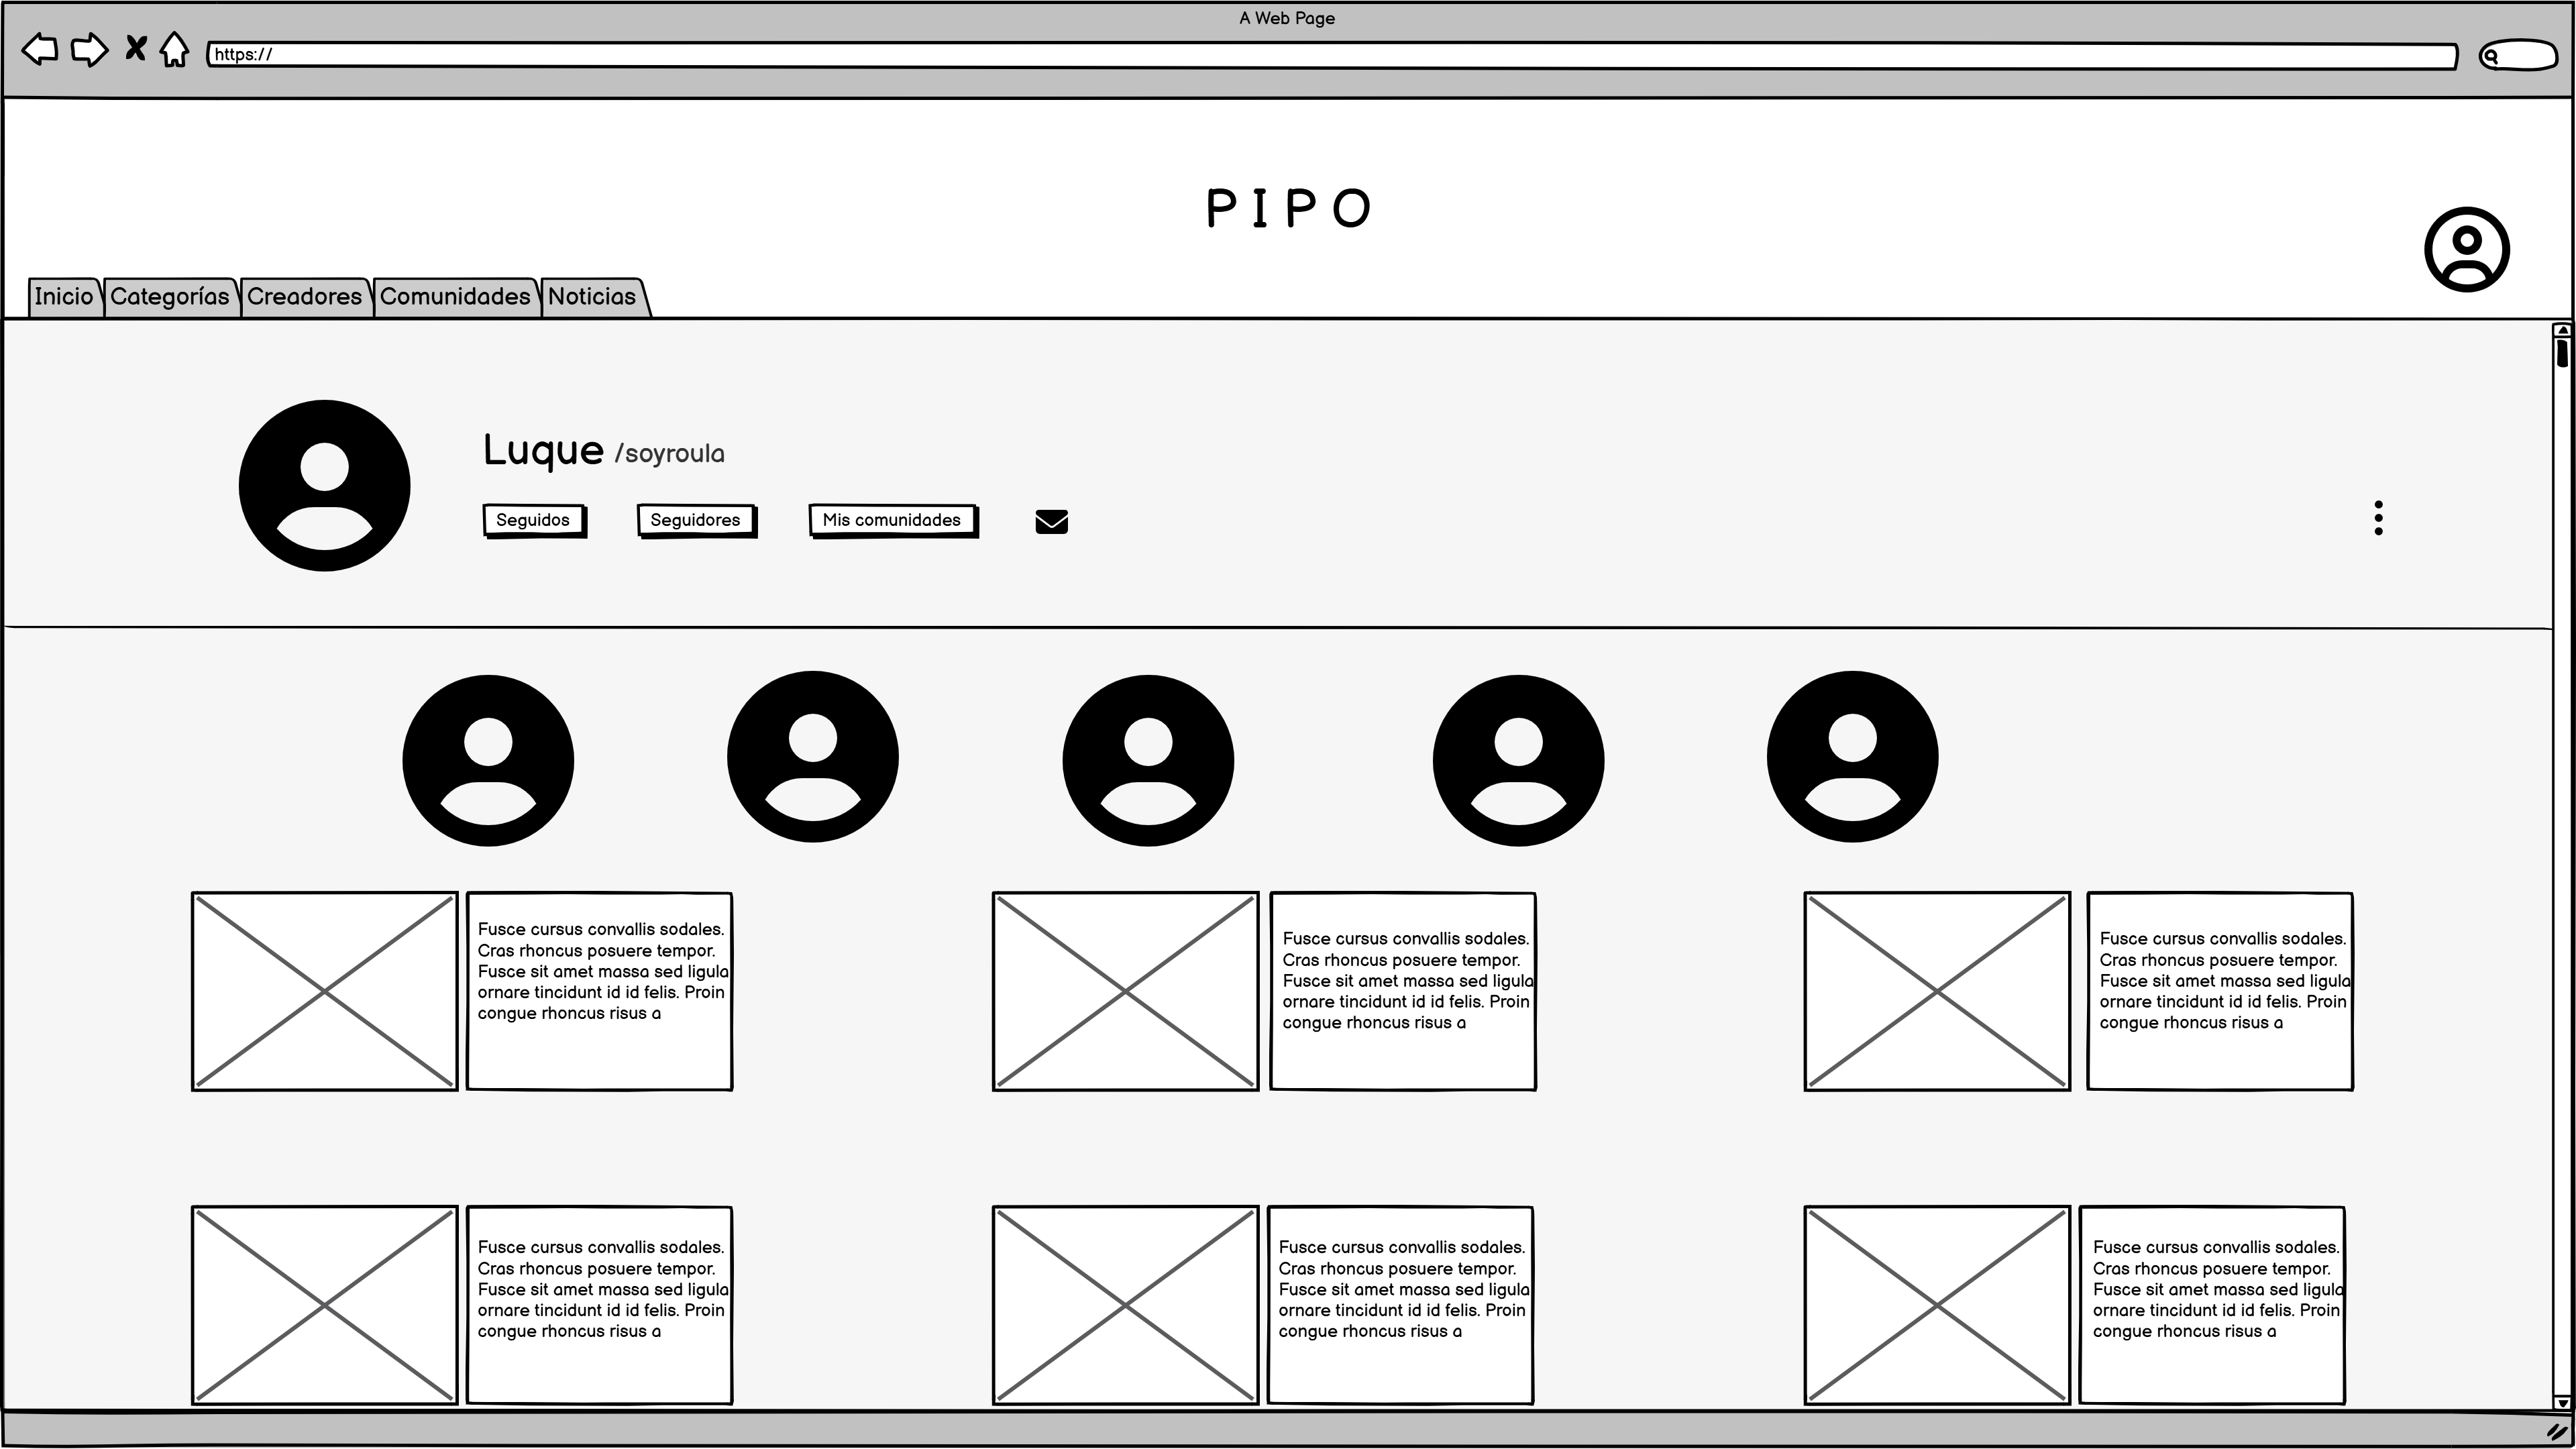 A Web Page
https://
PIPO
Inicio
Categorías
Creadores
Comunidades
Noticias
Luque /soyroula
Seguidos
Seguidores
Mis comunidades
Fusce cursus convallis sodales.
Cras rhoncus posuere tempor.
Fusce sit amet massa sed ligula
ornare tincidunt id id felis. Proin
congue rhoncus risus a
Fusce cursus convallis sodales.
Cras rhoncus posuere tempor.
Fusce sit amet massa sed ligula
ornare tincidunt id id felis. Proin
congue rhoncus risus a
Fusce cursus convallis sodales.
Cras rhoncus posuere tempor.
Fusce sit amet massa sed ligula
ornare tincidunt id id felis. Proin
congue rhoncus risus a
Fusce cursus convallis sodales.
Cras rhoncus posuere tempor.
Fusce sit amet massa sed ligula
ornare tincidunt id id felis. Proin
congue rhoncus risus a
Fusce cursus convallis sodales.
Cras rhoncus posuere tempor.
Fusce sit amet massa sed ligula
ornare tincidunt id id felis. Proin
congue rhoncus risus a
Fusce cursus convallis sodales.
Cras rhoncus posuere tempor.
Fusce sit amet massa sed ligula
ornare tincidunt id id felis. Proin
congue rhoncus risus a